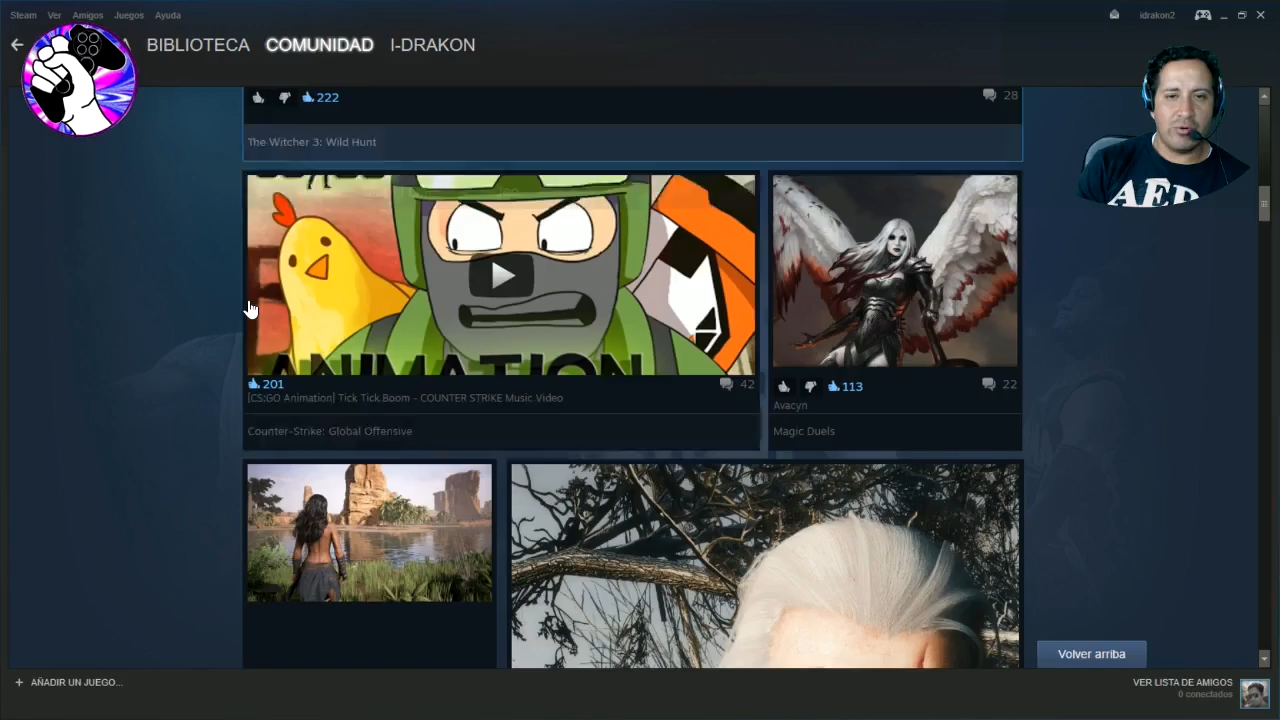 Steam Ver Amigos Juegos Ayuda
idrakon2
BIBLIOTECA COMUNIDAD I-DRAKON
222
28
The Witcher 3: Wild Hunt
ANIMATION
201
42
[CS:GO Animation] Tick Tick Boom - COUNTER STRIKE Music Video
Counter-Strike: Global Offensive
113
22
Avacyn
Magic Duels
AED
Volver arriba
+ AÑADIR UN JUEGO...
VER LISTA DE AMIGOS
0 conectados